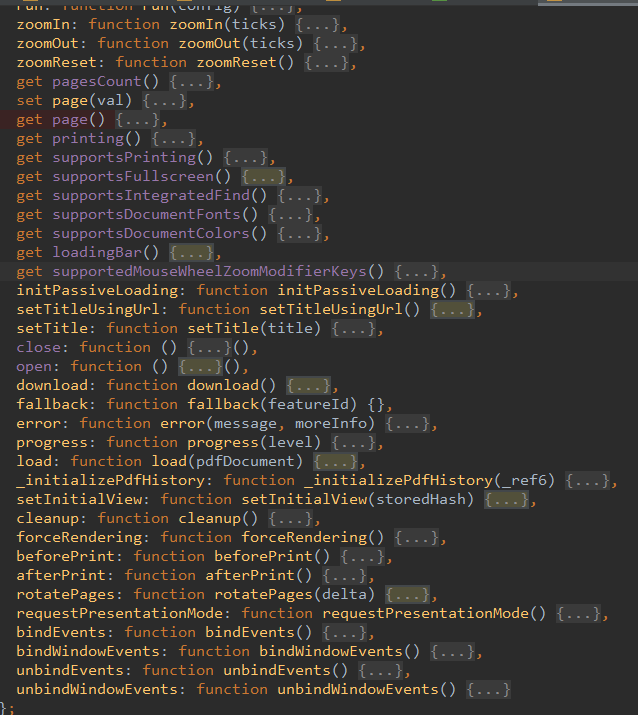 run: function run(config) {...},
zoomIn: function zoomIn(ticks) {...},
zoomOut: function zoomOut(ticks) {...},
zoomReset: function zoomReset() {...},
get pagesCount() {...},
set page(val) {...},
get page() {...},
get printing() {...},
get supportsPrinting() {...},
get supportsFullscreen() {...},
get supportsIntegratedFind() {...},
get supportsDocumentFonts() {...},
get supportsDocumentColors() {...},
get loadingBar() {...},
get supportedMouseWheelZoomModifierKeys() {...},
initPassiveLoading: function initPassiveLoading() {...},
setTitleUsingUrl: function setTitleUsingUrl() {...},
setTitle: function setTitle(title) {...},
close: function () {...}(),
open: function () {...}(),
download: function download() {...},
fallback: function fallback(featureId) {},
error: function error(message, moreInfo) {...},
progress: function progress(level) {...},
load: function load(pdfDocument) {...},
_initializePdfHistory: function _initializePdfHistory(_ref6) {...},
setInitialView: function setInitialView(storedHash) {...},
cleanup: function cleanup() {...},
forceRendering: function forceRendering() {...},
beforePrint: function beforePrint() {...},
afterPrint: function afterPrint() {...},
rotatePages: function rotatePages(delta) {...},
requestPresentationMode: function requestPresentationMode() {...},
bindEvents: function bindEvents() {...},
bindWindowEvents: function bindWindowEvents() {...},
unbindEvents: function unbindEvents() {...},
unbindWindowEvents: function unbindWindowEvents() {...}
};